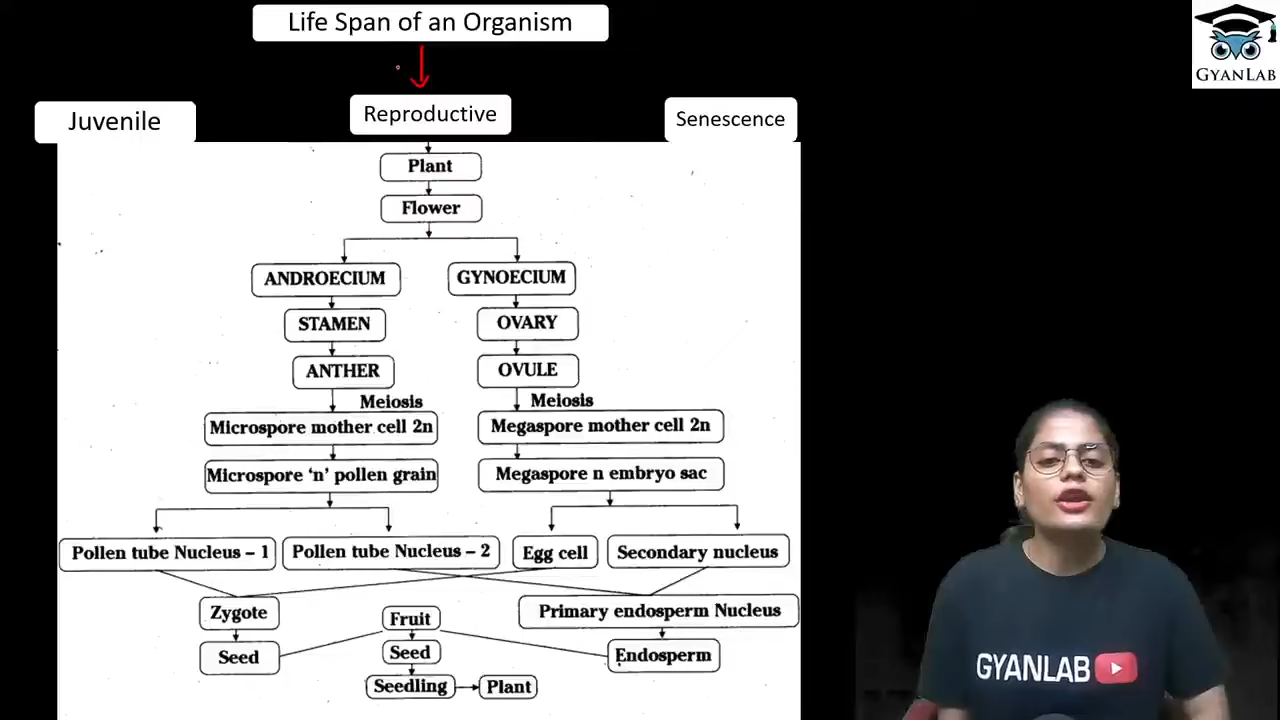 Life Span of an Organism
GYANLAB
Juvenile
Reproductive
Senescence
Plant
Flower
ANDROECIUM
GYNOECIUM
STAMEN
OVARY
ANTHER
OVULE
Meiosis
Meiosis
Microspore mother cell 2n
Megaspore mother cell 2n
Microspore ‘n’ pollen grain
Megaspore n embryo sac
Pollen tube Nucleus – 1
Pollen tube Nucleus – 2
Egg cell
Secondary nucleus
Zygote
Fruit
Primary endosperm Nucleus
Seed
Seed
Endosperm
Seedling
Plant
GYANLAB